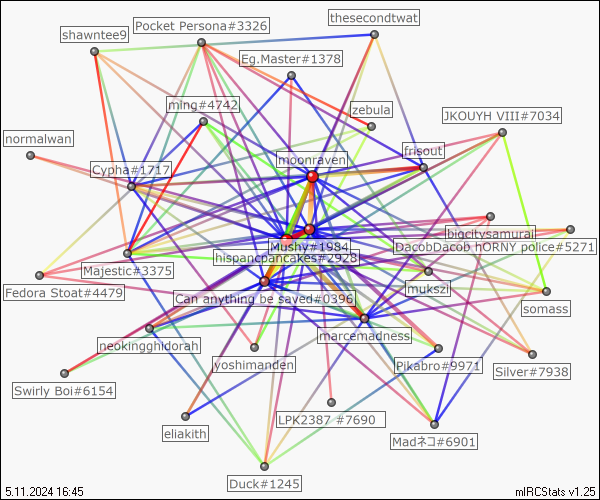 thesecondtwat
Pocket Persona#3326
shawntee9
Eg.Master#1378
ming#4742
zebula
JKOUYH VIII#7034
normalwan
moonraven
frisout
Cypha#1717
bigcitysamurai
Mushy#1984
DacobDacob hORNY police#5271
hispancpancakes#2928
Majestic#3375
Fedora Stoat#4479
mukszi
Can anything be saved#0396
somass
marcemadness
neokingghidorah
yoshimanden
Pikabro#9971
Silver#7938
Swirly Boi#6154
LPK2387 #7690
eliakith
Madネコ#6901
Duck#1245
5.11.2024 16:45
mIRCStats v1.25